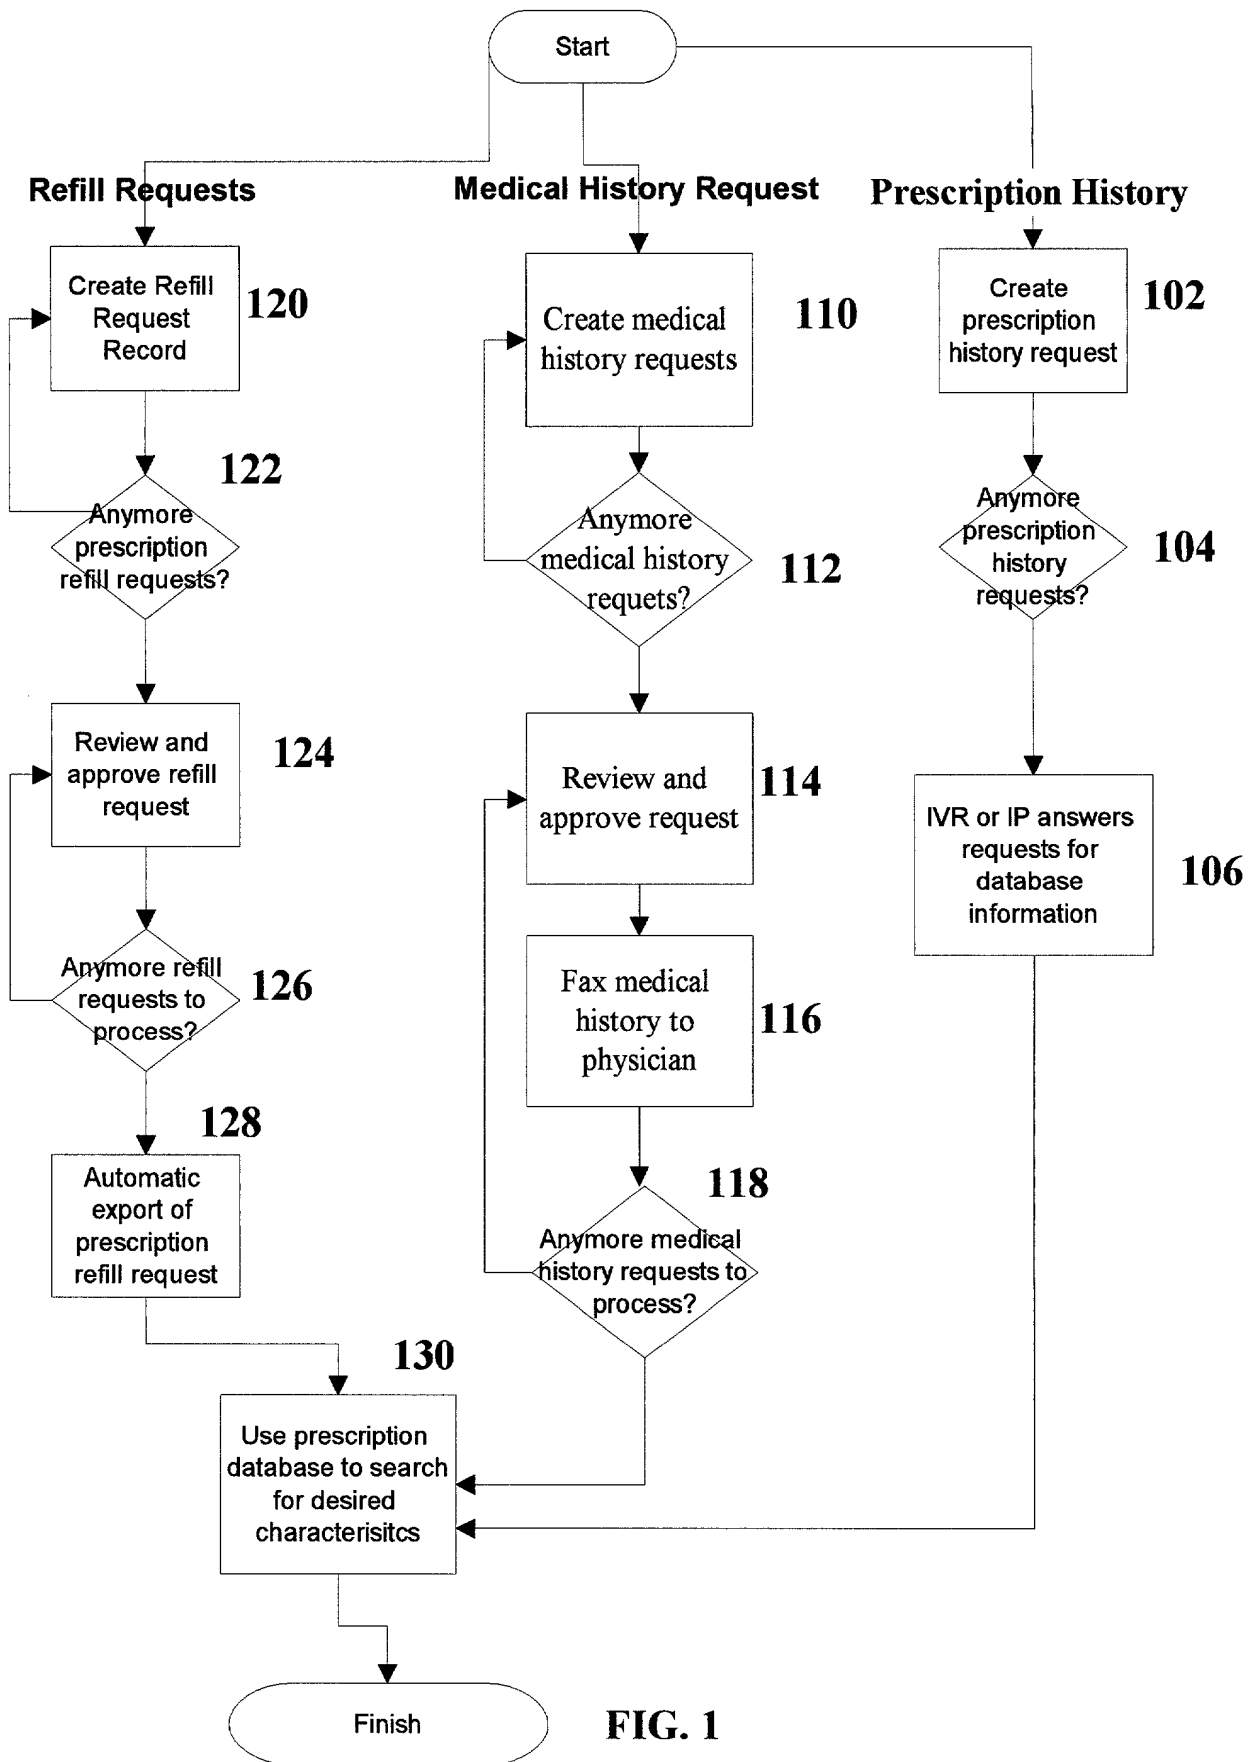 Start
Refill Requests
Medical History Request
Prescription History
Create Refill
Request
Record
120
Create medical
history requests
110
Create
prescription
history request
102
122
Anymore
prescription
refill requests?
Anymore
medical history
requets?
112
Anymore
prescription
history
requests?
104
Review and
approve refill
request
124
Review and
approve request
114
IVR or IP answers
requests for
database
information
106
Anymore refill
requests to
process?
126
Fax medical
history to
physician
116
128
Automatic
export of
prescription
refill request
118
Anymore medical
history requests to
process?
130
Use prescription
database to search
for desired
characterisitcs
Finish
FIG. 1